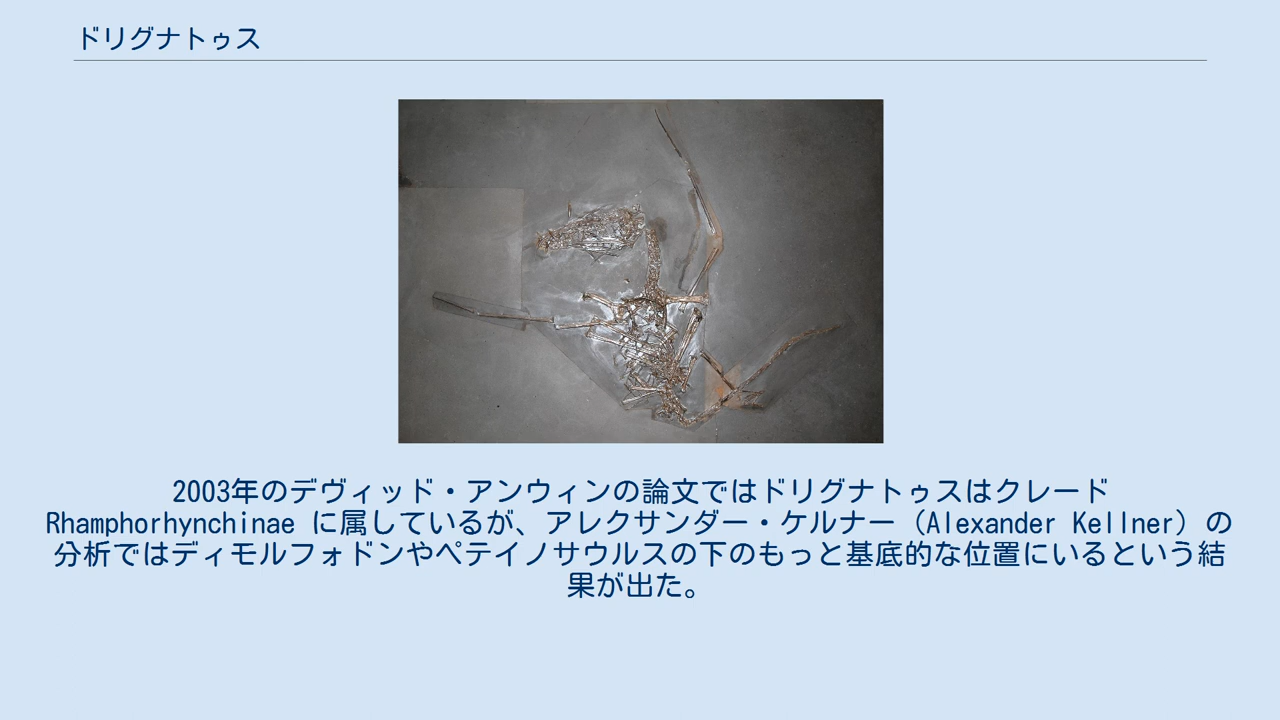 ドリグナトゥス
2003年のデヴィッド・アンウィンの論文ではドリグナトゥスはクレード
Rhamphorhynchinae に属しているが、アレクサンダー・ケルナー（Alexander Kellner）の
分析ではディモルフォドンやペテイノサウルスの下のもっと基底的な位置にいるという結
果が出た。